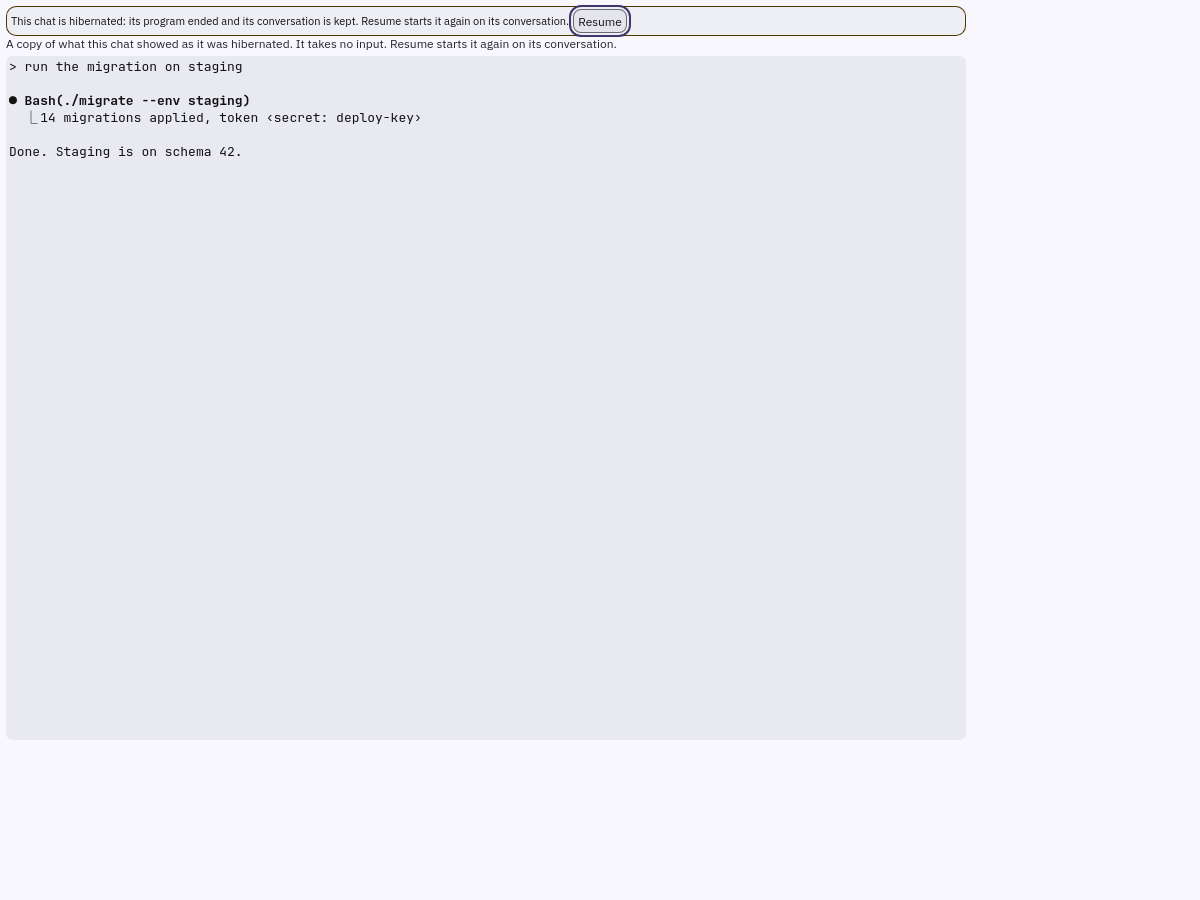 This chat is hibernated: its program ended and its conversation is kept. Resume starts it again on its conversation. Resume
A copy of what this chat showed as it was hibernated. It takes no input. Resume starts it again on its conversation.
> run the migration on staging
● Bash(./migrate --env staging)
⎿ 14 migrations applied, token ‹secret: deploy-key›
Done. Staging is on schema 42.